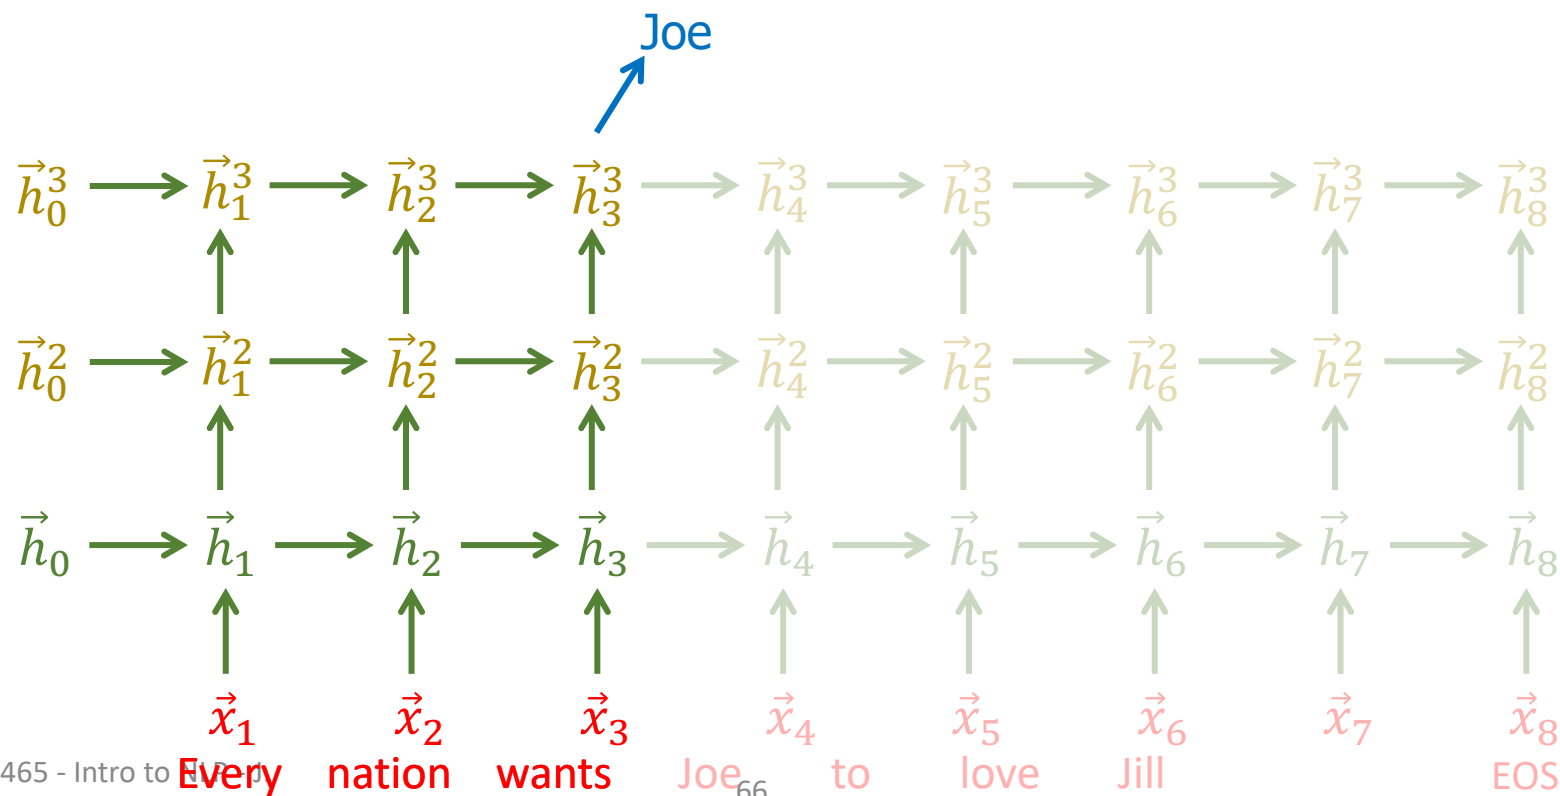 Joe
h⃗₀³ h⃗₁³ h⃗₂³ h⃗₃³ h⃗₄³ h⃗₅³ h⃗₆³ h⃗₇³ h⃗₈³
h⃗₀² h⃗₁² h⃗₂² h⃗₃² h⃗₄² h⃗₅² h⃗₆² h⃗₇² h⃗₈²
h⃗₀ h⃗₁ h⃗₂ h⃗₃ h⃗₄ h⃗₅ h⃗₆ h⃗₇ h⃗₈
x⃗₁ x⃗₂ x⃗₃ x⃗₄ x⃗₅ x⃗₆ x⃗₇ x⃗₈
Every nation wants Joe to love Jill EOS
465 - Intro to NLP - J
66